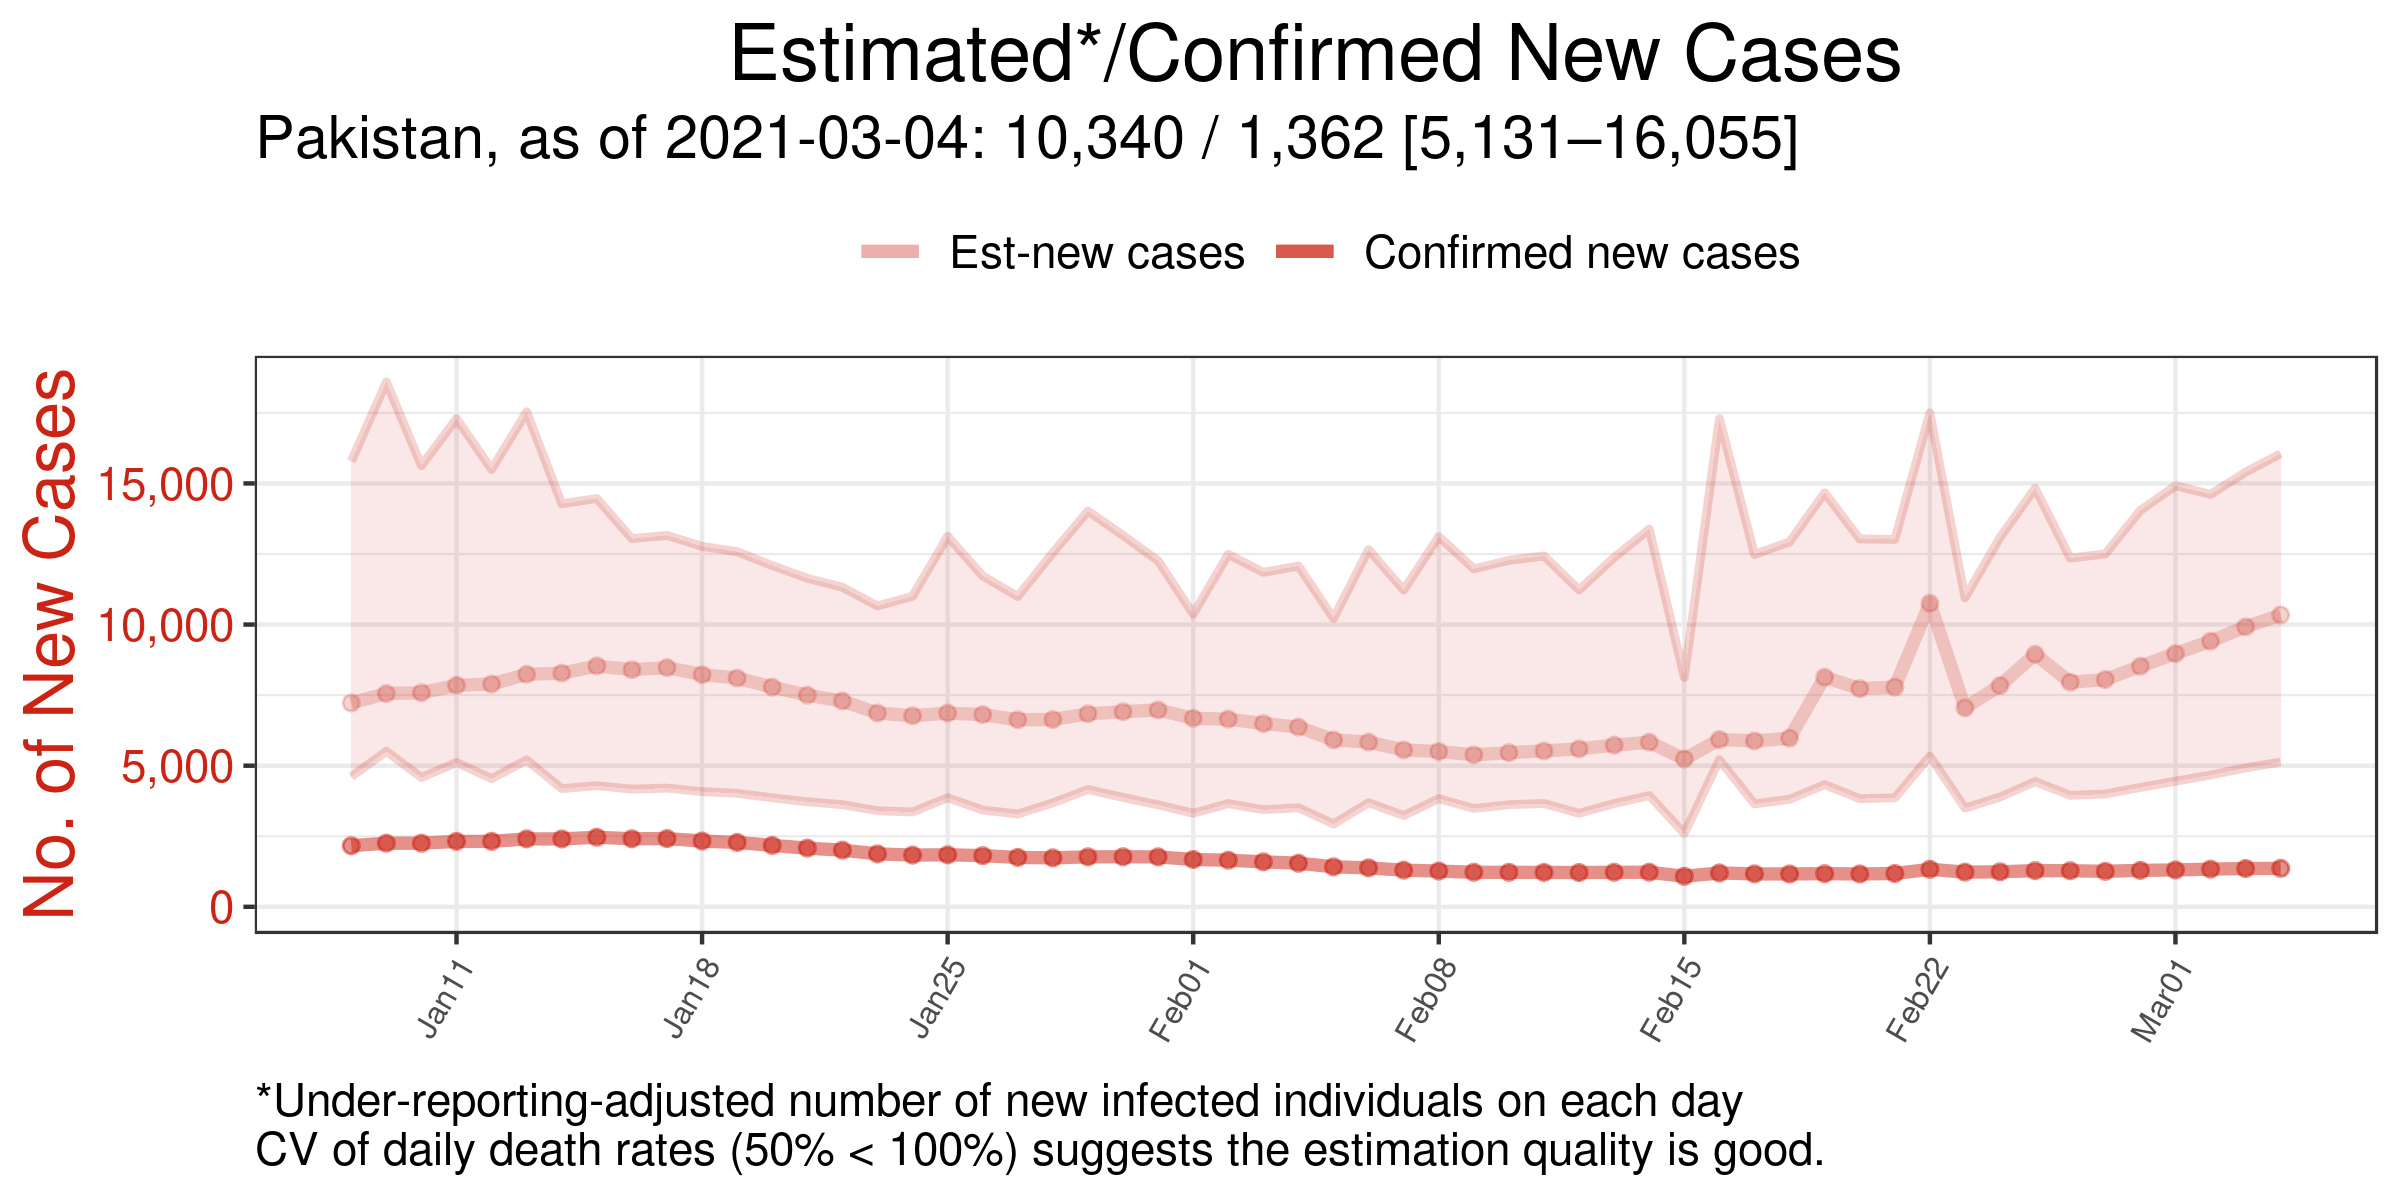 Estimated*/Confirmed New Cases
Pakistan, as of 2021-03-04: 10,340 / 1,362 [5,131–16,055]
Est-new cases
Confirmed new cases
No. of New Cases
15,000
10,000
5,000
0
Jan11
Jan18
Jan25
Feb01
Feb08
Feb15
Feb22
Mar01
*Under-reporting-adjusted number of new infected individuals on each day
CV of daily death rates (50% < 100%) suggests the estimation quality is good.